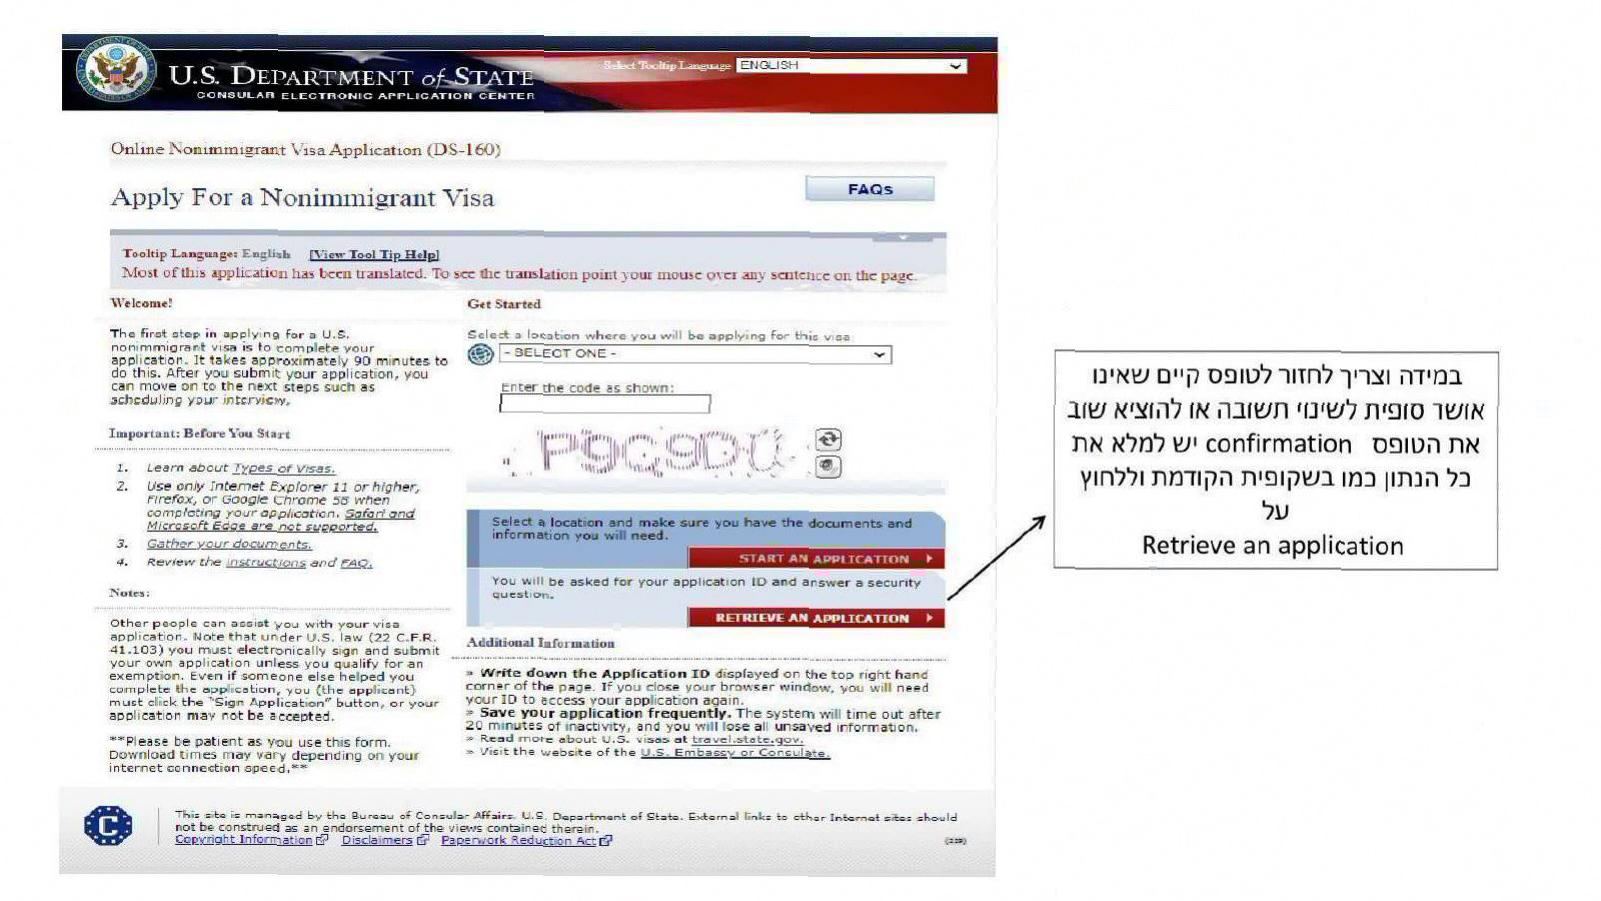 U.S. DEPARTMENT of STATE
CONSULAR ELECTRONIC APPLICATION CENTER
Select Tooltip Language ENGLISH
Online Nonimmigrant Visa Application (DS-160)
Apply For a Nonimmigrant Visa
FAQs
Tooltip Language: English [View Tool Tip Help]
Most of this application has been translated. To see the translation point your mouse over any sentence on the page.
Welcome!
The first step in applying for a U.S.
nonimmigrant visa is to complete your
application. It takes approximately 90 minutes to
do this. After you submit your application, you
can move on to the next steps such as
scheduling your interview.
Important: Before You Start
1. Learn about Types of Visas.
2. Use only Internet Explorer 11 or higher,
Firefox, or Google Chrome 58 when
completing your application. Safari and
Microsoft Edge are not supported.
3. Gather your documents.
4. Review the instructions and FAQ.
Notes:
Other people can assist you with your visa
application. Note that under U.S. law (22 C.F.R.
41.103) you must electronically sign and submit
your own application unless you qualify for an
exemption. Even if someone else helped you
complete the application, you (the applicant)
must click the "Sign Application" button, or your
application may not be accepted.
**Please be patient as you use this form.
Download times may vary depending on your
internet connection speed.**
Get Started
Select a location where you will be applying for this visa
- SELECT ONE -
Enter the code as shown:
Select a location and make sure you have the documents and
information you will need.
START AN APPLICATION
You will be asked for your application ID and answer a security
question.
RETRIEVE AN APPLICATION
Additional Information
» Write down the Application ID displayed on the top right hand
corner of the page. If you close your browser window, you will need
your ID to access your application again.
» Save your application frequently. The system will time out after
20 minutes of inactivity, and you will lose all unsaved information.
» Read more about U.S. visas at travel.state.gov.
» Visit the website of the U.S. Embassy or Consulate.
במידה וצריך לחזור לטופס קיים שאינו
אושר סופית לשינוי תשובה או להוציא שוב
את הטופס confirmation יש למלא את
כל הנתון כמו בשקופית הקודמת וללחוץ
על
Retrieve an application
C
This site is managed by the Bureau of Consular Affairs, U.S. Department of State. External links to other Internet sites should
not be construed as an endorsement of the views contained therein.
Copyright Information Disclaimers Paperwork Reduction Act